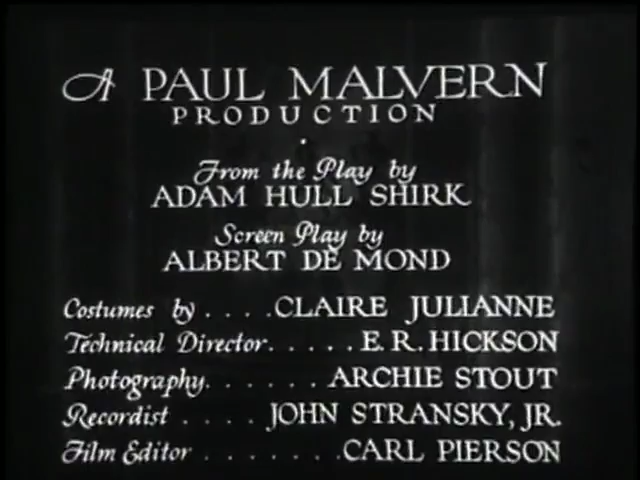 A PAUL MALVERN
PRODUCTION
From the Play by
ADAM HULL SHIRK
Screen Play by
ALBERT DE MOND
Costumes by . . . . CLAIRE JULIANNE
Technical Director. . . . . E. R. HICKSON
Photography. . . . . . . ARCHIE STOUT
Recordist . . . . JOHN STRANSKY, JR.
Film Editor . . . . . . . CARL PIERSON